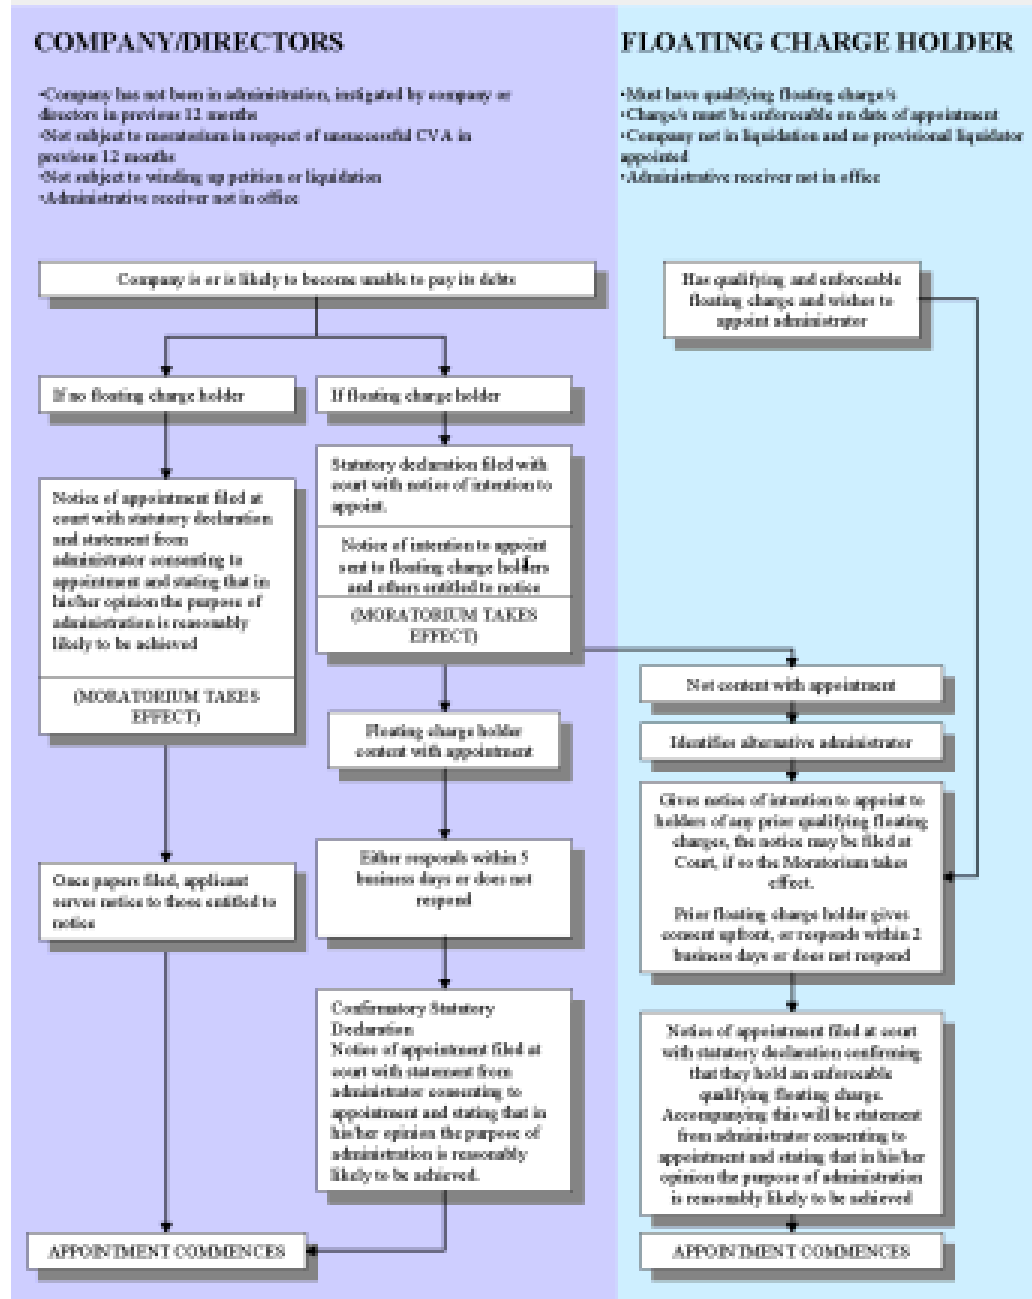 COMPANY/DIRECTORS
•Company has not been in administration, instigated by company or
directors in previous 12 months
•Not subject to moratorium in respect of unsuccessful CVA in
previous 12 months
•Not subject to winding up petition or liquidation
•Administrative receiver not in office
FLOATING CHARGE HOLDER
•Must have qualifying floating charge/s
•Charge/s must be enforceable on date of appointment
•Company not in liquidation and no provisional liquidator
appointed
•Administrative receiver not in office
Company is or is likely to become unable to pay its debts
If no floating charge holder
Notice of appointment filed at
court with statutory declaration
and statement from
administrator consenting to
appointment and stating that in
his/her opinion the purpose of
administration is reasonably
likely to be achieved
(MORATORIUM TAKES
EFFECT)
Once papers filed, applicant
serves notice to those entitled to
notice
If floating charge holder
Statutory declaration filed with
court with notice of intention to
appoint.
Notice of intention to appoint
sent to floating charge holders
and others entitled to notice
(MORATORIUM TAKES
EFFECT)
Floating charge holder
content with appointment
Either responds within 5
business days or does not
respond
Confirmatory Statutory
Declaration
Notice of appointment filed at
court with statement from
administrator consenting to
appointment and stating that in
his/her opinion the purpose of
administration is reasonably
likely to be achieved.
APPOINTMENT COMMENCES
Has qualifying and enforceable
floating charge and wishes to
appoint administrator
Not content with appointment
Identifies alternative administrator
Gives notice of intention to appoint to
holders of any prior qualifying floating
charges, the notice may be filed at
Court, if so the Moratorium takes
effect.
Prior floating charge holder gives
consent upfront, or responds within 2
business days or does not respond
Notice of appointment filed at court
with statutory declaration confirming
that they hold an enforceable
qualifying floating charge.
Accompanying this will be statement
from administrator consenting to
appointment and stating that in his/her
opinion the purpose of administration
is reasonably likely to be achieved
APPOINTMENT COMMENCES